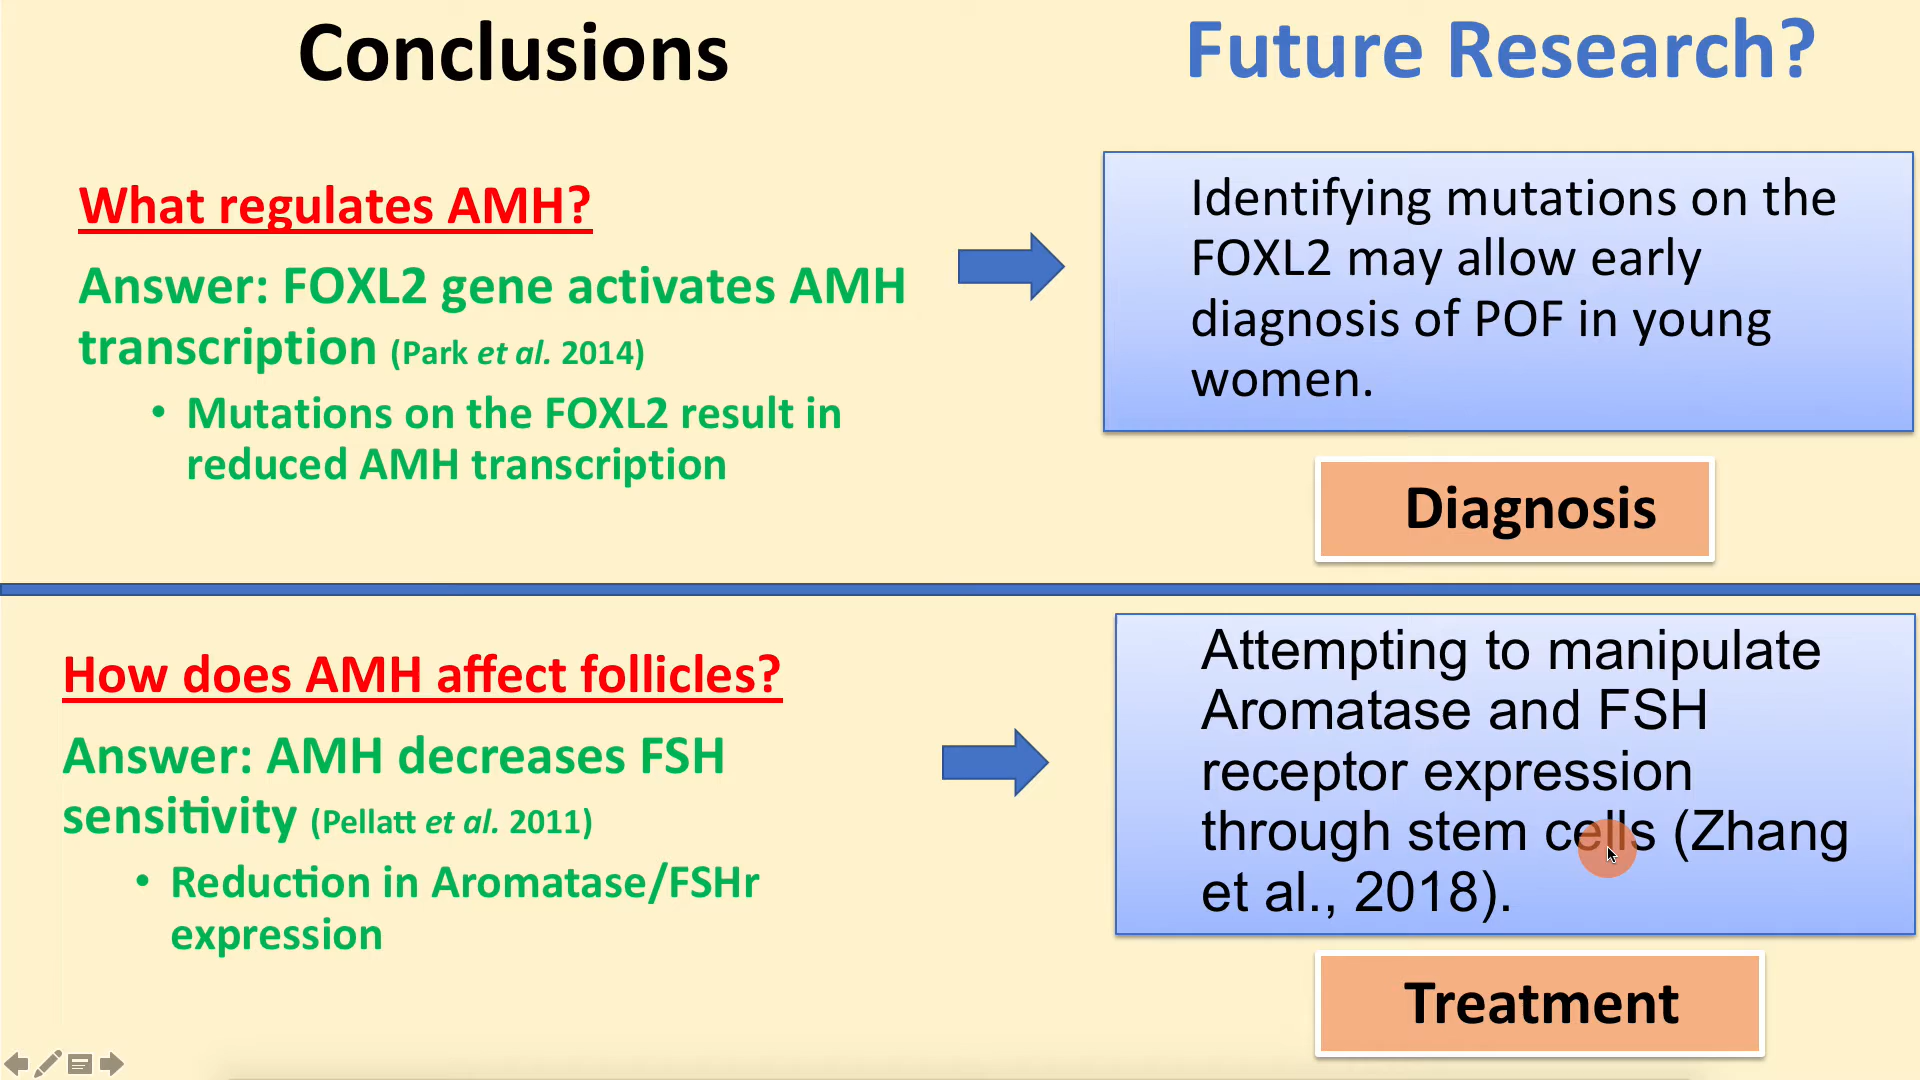 Conclusions
Future Research?
What regulates AMH?
Answer: FOXL2 gene activates AMH
transcription (Park et al. 2014)
• Mutations on the FOXL2 result in
reduced AMH transcription
Identifying mutations on the
FOXL2 may allow early
diagnosis of POF in young
women.
Diagnosis
How does AMH affect follicles?
Answer: AMH decreases FSH
sensitivity (Pellatt et al. 2011)
• Reduction in Aromatase/FSHr
expression
Attempting to manipulate
Aromatase and FSH
receptor expression
through stem cells (Zhang
et al., 2018).
Treatment